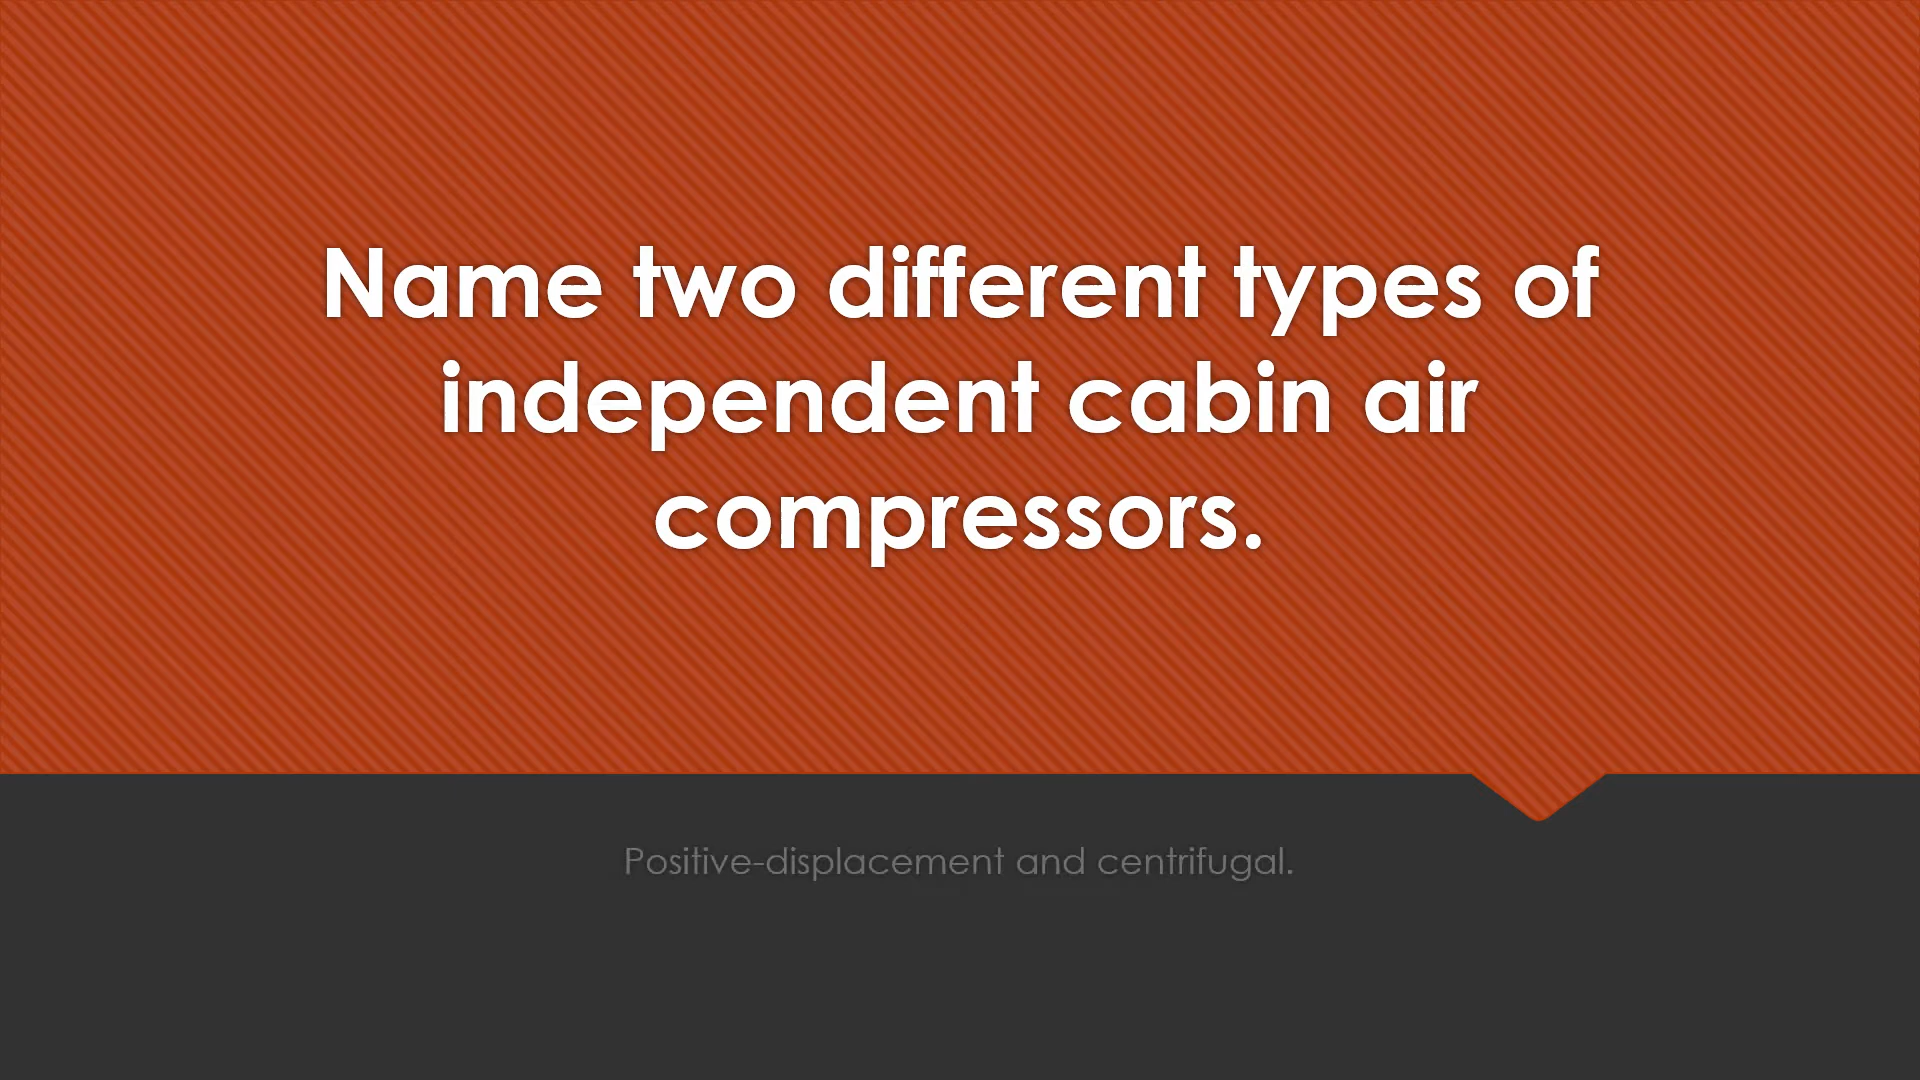 Name two different types of
independent cabin air
compressors.
Positive-displacement and centrifugal.